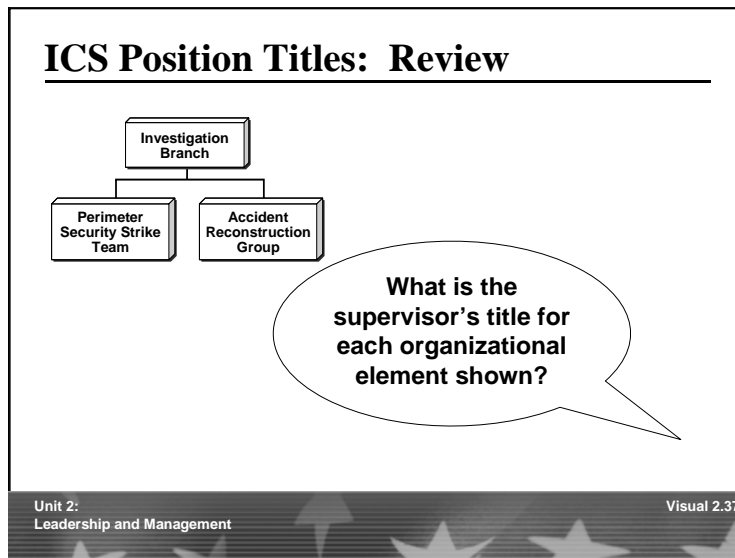 ICS Position Titles: Review
Investigation
Branch
Perimeter
Security Strike
Team
Accident
Reconstruction
Group
What is the
supervisor's title for
each organizational
element shown?
Unit 2:
Leadership and Management
Visual 2.37